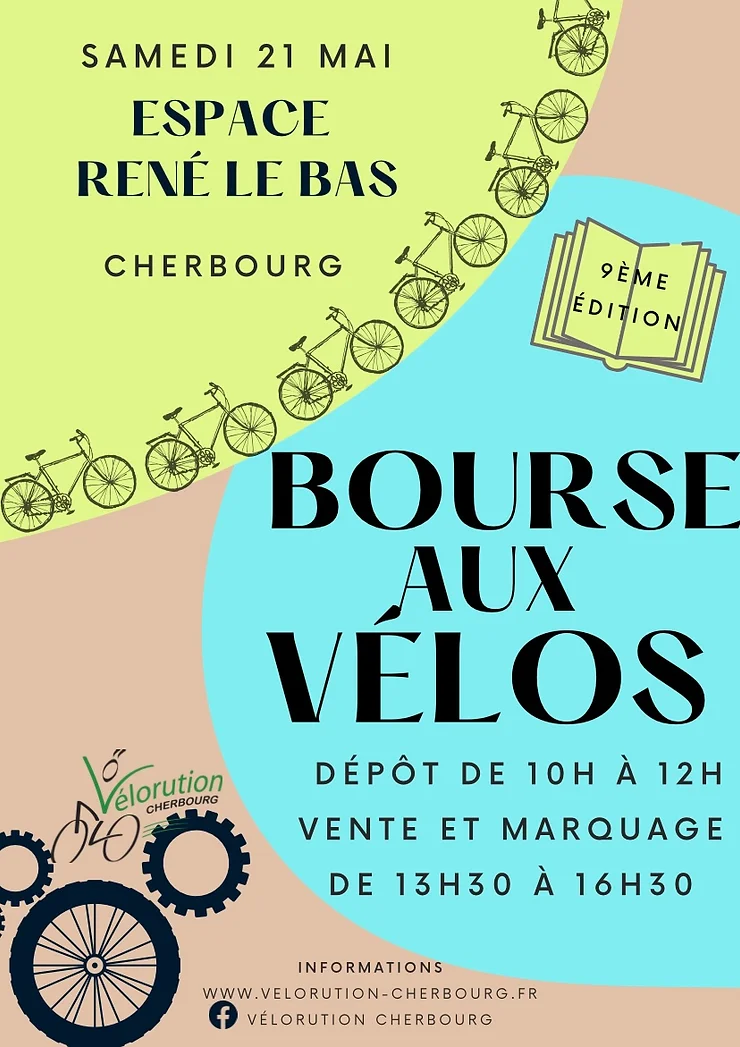 SAMEDI 21 MAI
ESPACE
RENÉ LE BAS
CHERBOURG
9ÈME
ÉDITION
BOURSE
AUX
VÉLOS
DÉPÔT DE 10H À 12H
VENTE ET MARQUAGE
DE 13H30 À 16H30
Vélorution
CHERBOURG
INFORMATIONS
WWW.VELORUTION-CHERBOURG.FR
VÉLORUTION CHERBOURG